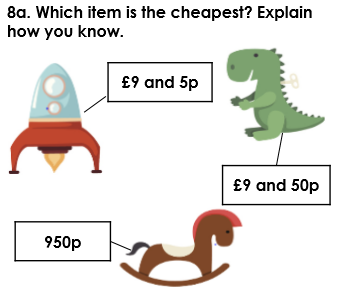 8a. Which item is the cheapest? Explain
how you know.
£9 and 5p
£9 and 50p
950p